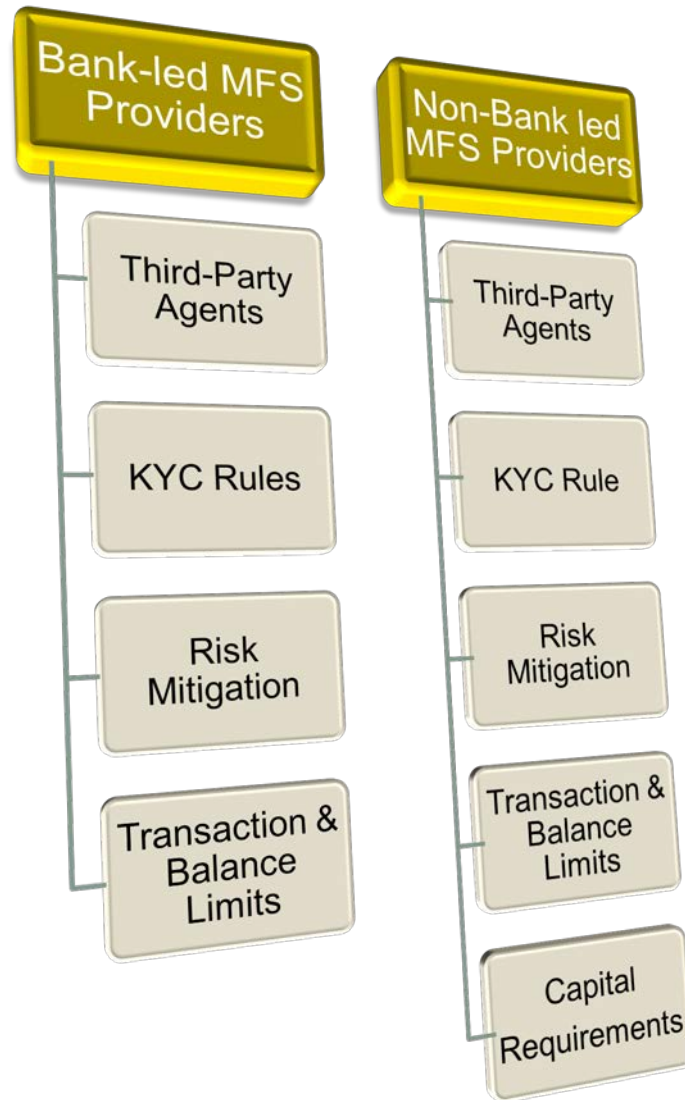 Bank-led MFS
Providers
Third-Party
Agents
KYC Rules
Risk
Mitigation
Transaction &
Balance
Limits
Non-Bank led
MFS Providers
Third-Party
Agents
KYC Rule
Risk
Mitigation
Transaction &
Balance
Limits
Capital
Requirements